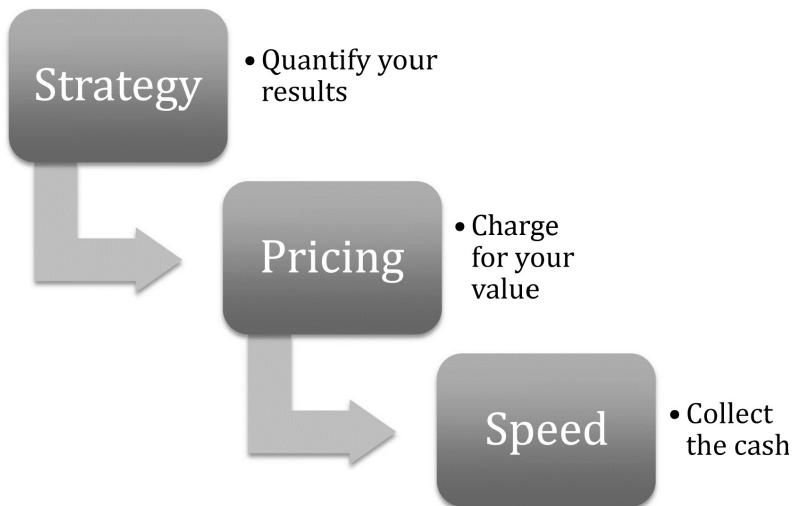 Strategy
• Quantify your
results
Pricing
• Charge
for your
value
Speed
• Collect
the cash